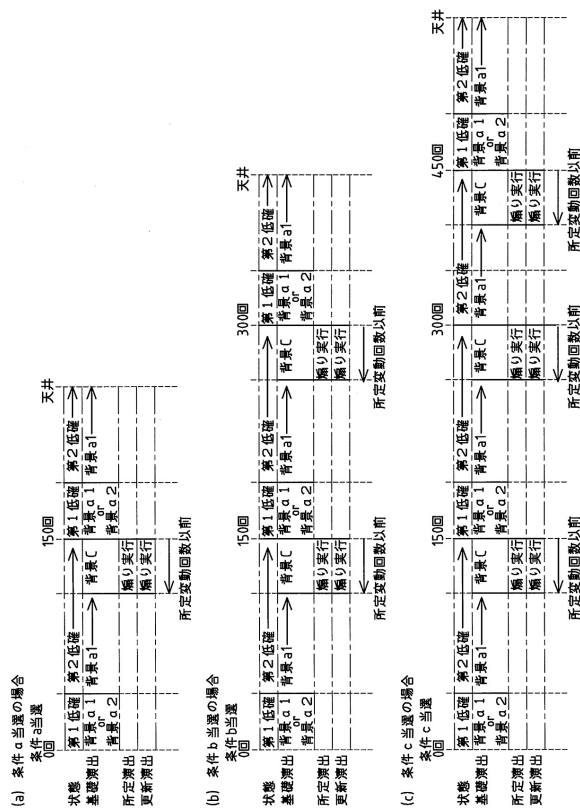 (a) 条件a当選の場合
条件a当選
0回 150回 天井
状態 第1低確 第2低確→ 第1低確 第2低確→
基礎演出 背景a1 or 背景a2 背景a1→ 背景C 背景a1 or 背景a2 背景a1→
所定演出 煽り実行
更新演出 煽り実行
所定変動回数以前
(b) 条件b当選の場合
条件b当選
0回 150回 300回 天井
状態 第1低確 第2低確→ 第1低確 第2低確→ 第1低確 第2低確→
基礎演出 背景a1 or 背景a2 背景a1→ 背景C 背景a1 or 背景a2 背景a1→ 背景C 背景a1 or 背景a2 背景a1→
所定演出 煽り実行 煽り実行
更新演出 煽り実行 煽り実行
所定変動回数以前 所定変動回数以前
(c) 条件c当選の場合
条件c当選
0回 150回 300回 450回 天井
状態 第1低確 第2低確→ 第1低確 第2低確→ 第2低確→ 第1低確 第2低確→
基礎演出 背景a1 or 背景a2 背景a1→ 背景C 背景a1 or 背景a2 背景a1→ 背景C 背景a1→ 背景C 背景a1 or 背景a2 背景a1→
所定演出 煽り実行 煽り実行 煽り実行
更新演出 煽り実行 煽り実行 煽り実行
所定変動回数以前 所定変動回数以前 所定変動回数以前